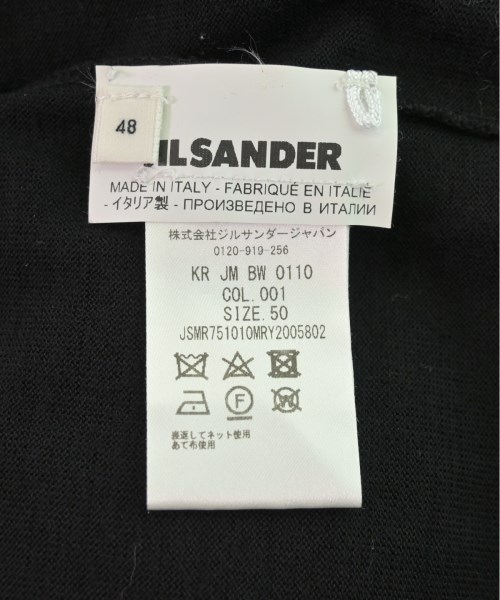 48
JIL SANDER
MADE IN ITALY - FABRIQUÉ EN ITALIE
- イタリア製 - ПРОИЗВЕДЕНО В ИТАЛИИ
株式会社ジルサンダージャパン
0120-919-256
KR JM BW 0110
COL.001
SIZE.50
JSMR751010MRY2005802
F
W
裏返してネット使用
あて布使用